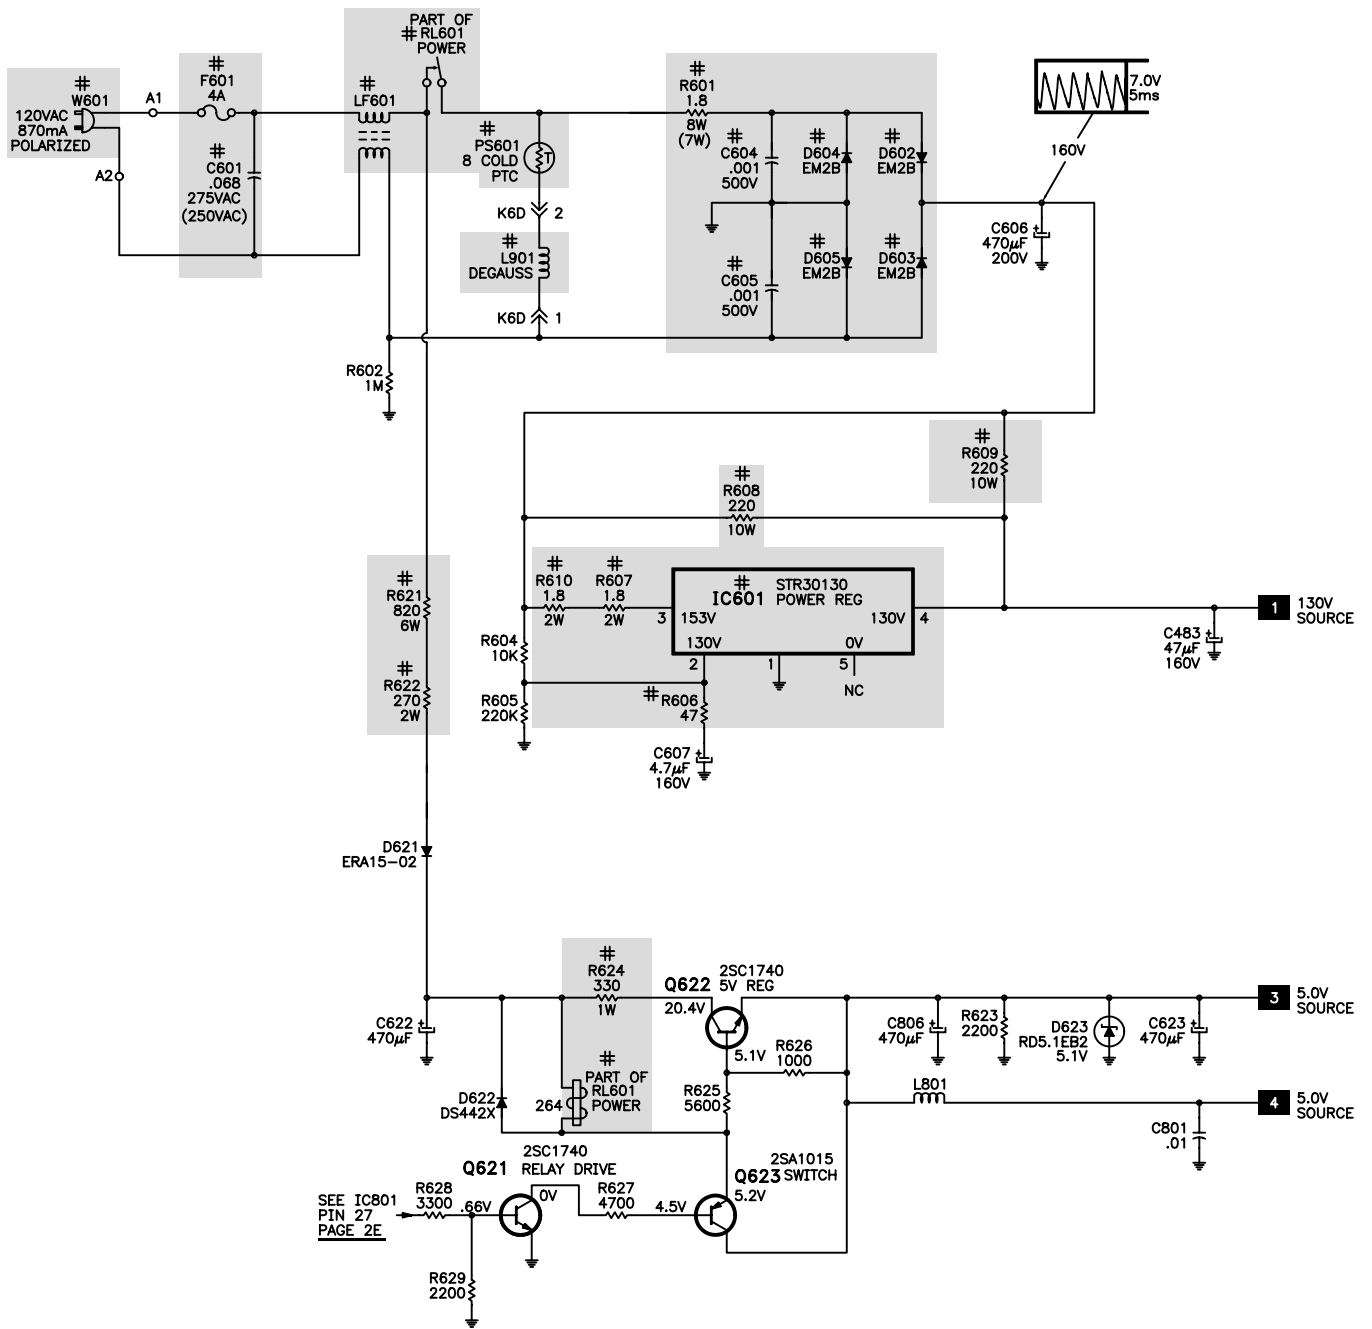 PART OF
# RL601
POWER
#
W601
120VAC
870mA
POLARIZED
A1
A2
#
F601
4A
#
C601
.068
275VAC
(250VAC)
#
LF601
#
PS601
8 COLD
PTC
T
K6D 2
#
L901
DEGAUSS
K6D 1
R602
1M
#
R601
1.8
8W
(7W)
#
C604
.001
500V
#
D604
EM2B
#
D602
EM2B
#
C605
.001
500V
#
D605
EM2B
#
D603
EM2B
7.0V
5ms
160V
C606 +
470µF
200V
#
R609
220
10W
#
R608
220
10W
#
R610
1.8
2W
#
R607
1.8
2W
#
IC601
STR30130
POWER REG
3
153V
130V
4
130V
0V
2
1
5
NC
R604
10K
R605
220K
# R606
47
C607 +
4.7µF
160V
1 130V
SOURCE
C483 +
47µF
160V
#
R621
820
6W
#
R622
270
2W
D621
ERA15-02
C622 +
470µF
#
R624
330
1W
Q622
2SC1740
5V REG
20.4V
5.1V
R626
1000
R625
5600
C806 +
470µF
R623
2200
D623
RD5.1EB2
5.1V
C623 +
470µF
3 5.0V
SOURCE
L801
4 5.0V
SOURCE
C801
.01
D622
DS442X
264
#
PART OF
RL601
POWER
2SC1740
Q621 RELAY DRIVE
0V
R627
4700
4.5V
2SA1015
Q623 SWITCH
5.2V
SEE IC801
PIN 27
PAGE 2E
R628
3300
.66V
R629
2200